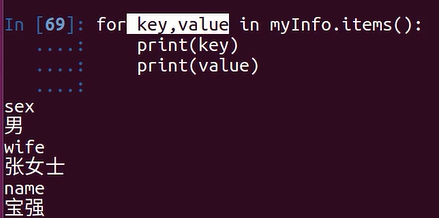 In [69]: for key,value in myInfo.items():
....:     print(key)
....:     print(value)
....:
sex
男
wife
张女士
name
宝强